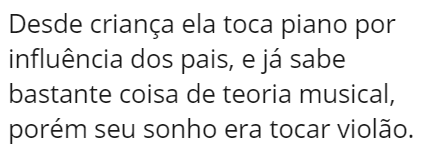 Desde criança ela toca piano por
influência dos pais, e já sabe
bastante coisa de teoria musical,
porém seu sonho era tocar violão.